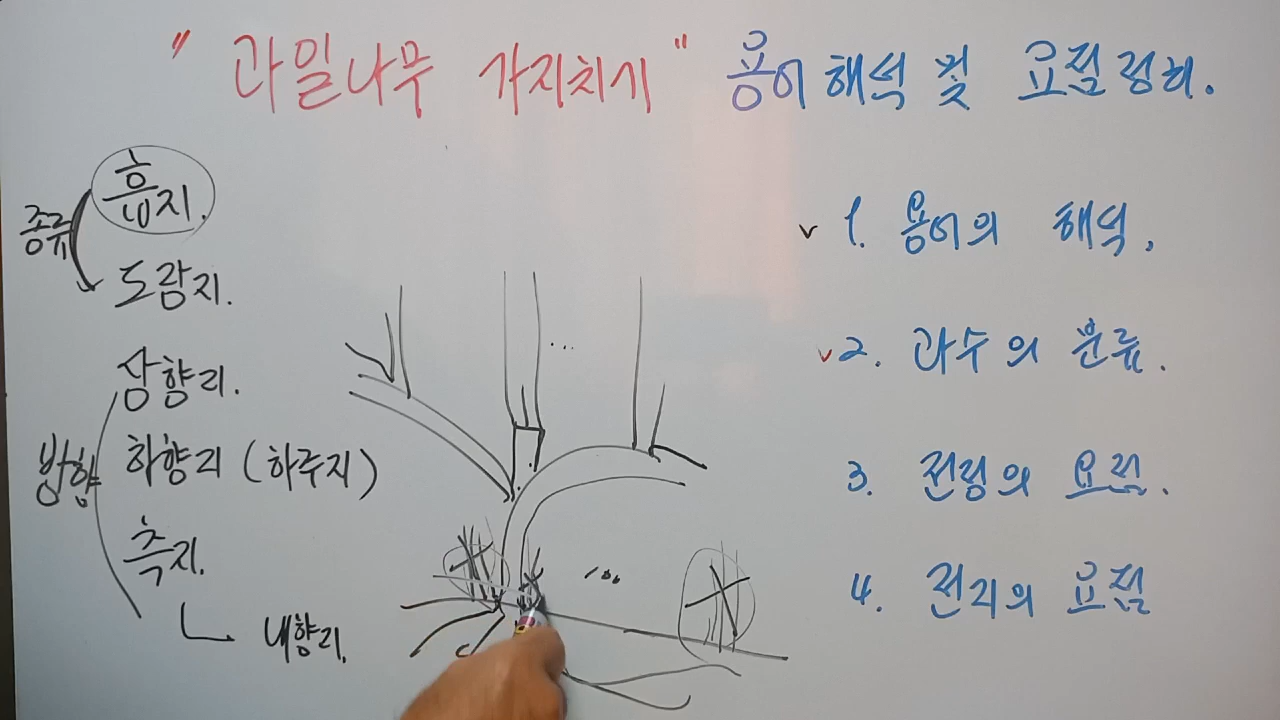 " 과일나무 가지치기 " 용어 해석 및 요점 정리.
종류
흡지.
도장지.
방향
상향지.
하향지 (하수지)
측지.
내향지.
1. 용어의 해석.
2. 과수의 분류.
3. 전정의 요점.
4. 전지의 요점